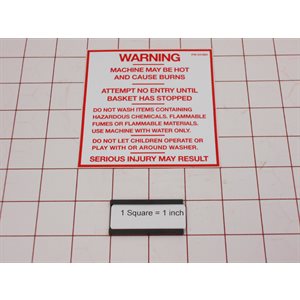 WARNING
MACHINE MAY BE HOT
AND CAUSE BURNS
ATTEMPT NO ENTRY UNTIL
BASKET HAS STOPPED
DO NOT WASH ITEMS CONTAINING
HAZARDOUS CHEMICALS. FLAMMABLE
FUMES OR FLAMMABLE MATERIALS.
USE MACHINE WITH WATER ONLY.
DO NOT LET CHILDREN OPERATE OR
PLAY WITH OR AROUND WASHER.
SERIOUS INJURY MAY RESULT
1 Square = 1 inch